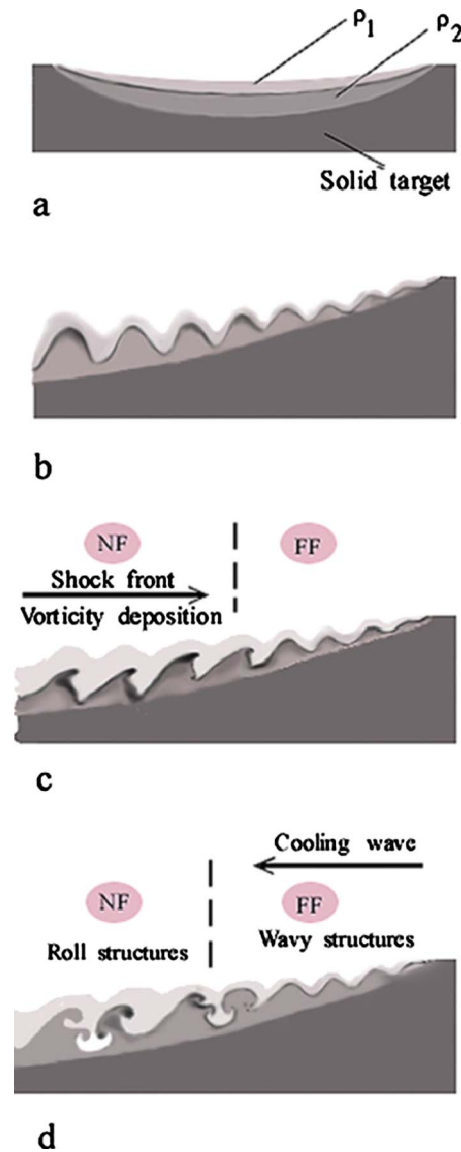 ρ1
ρ2
Solid target
a
b
NF
FF
Shock front
Vorticity deposition
c
Cooling wave
NF
FF
Roll structures
Wavy structures
d